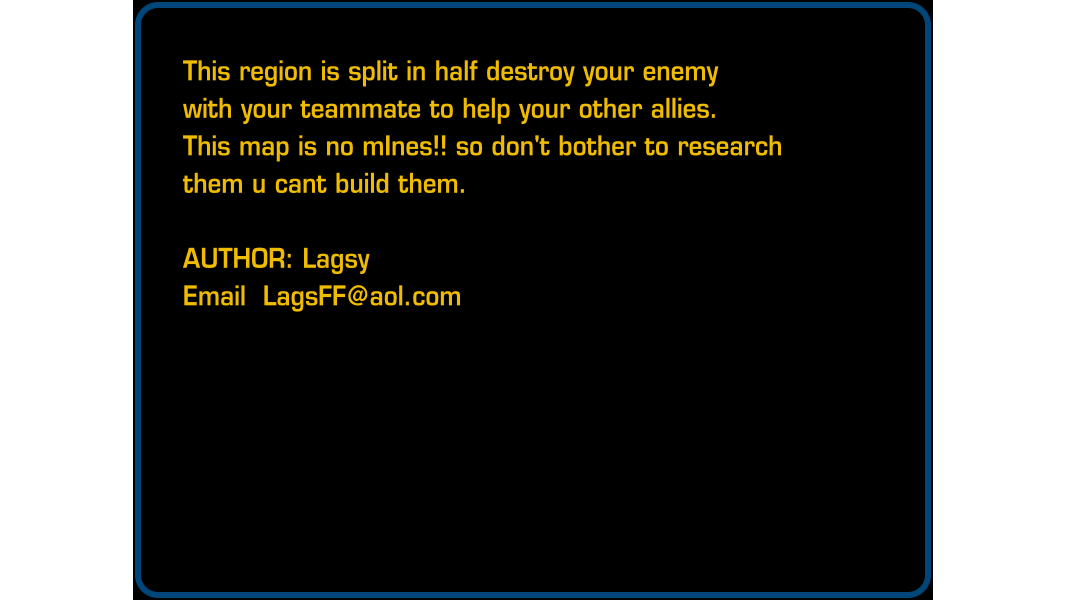 This region is split in half destroy your enemy
with your teammate to help your other allies.
This map is no mlnes!! so don't bother to research
them u cant build them.
AUTHOR: Lagsy
Email  LagsFF@aol.com